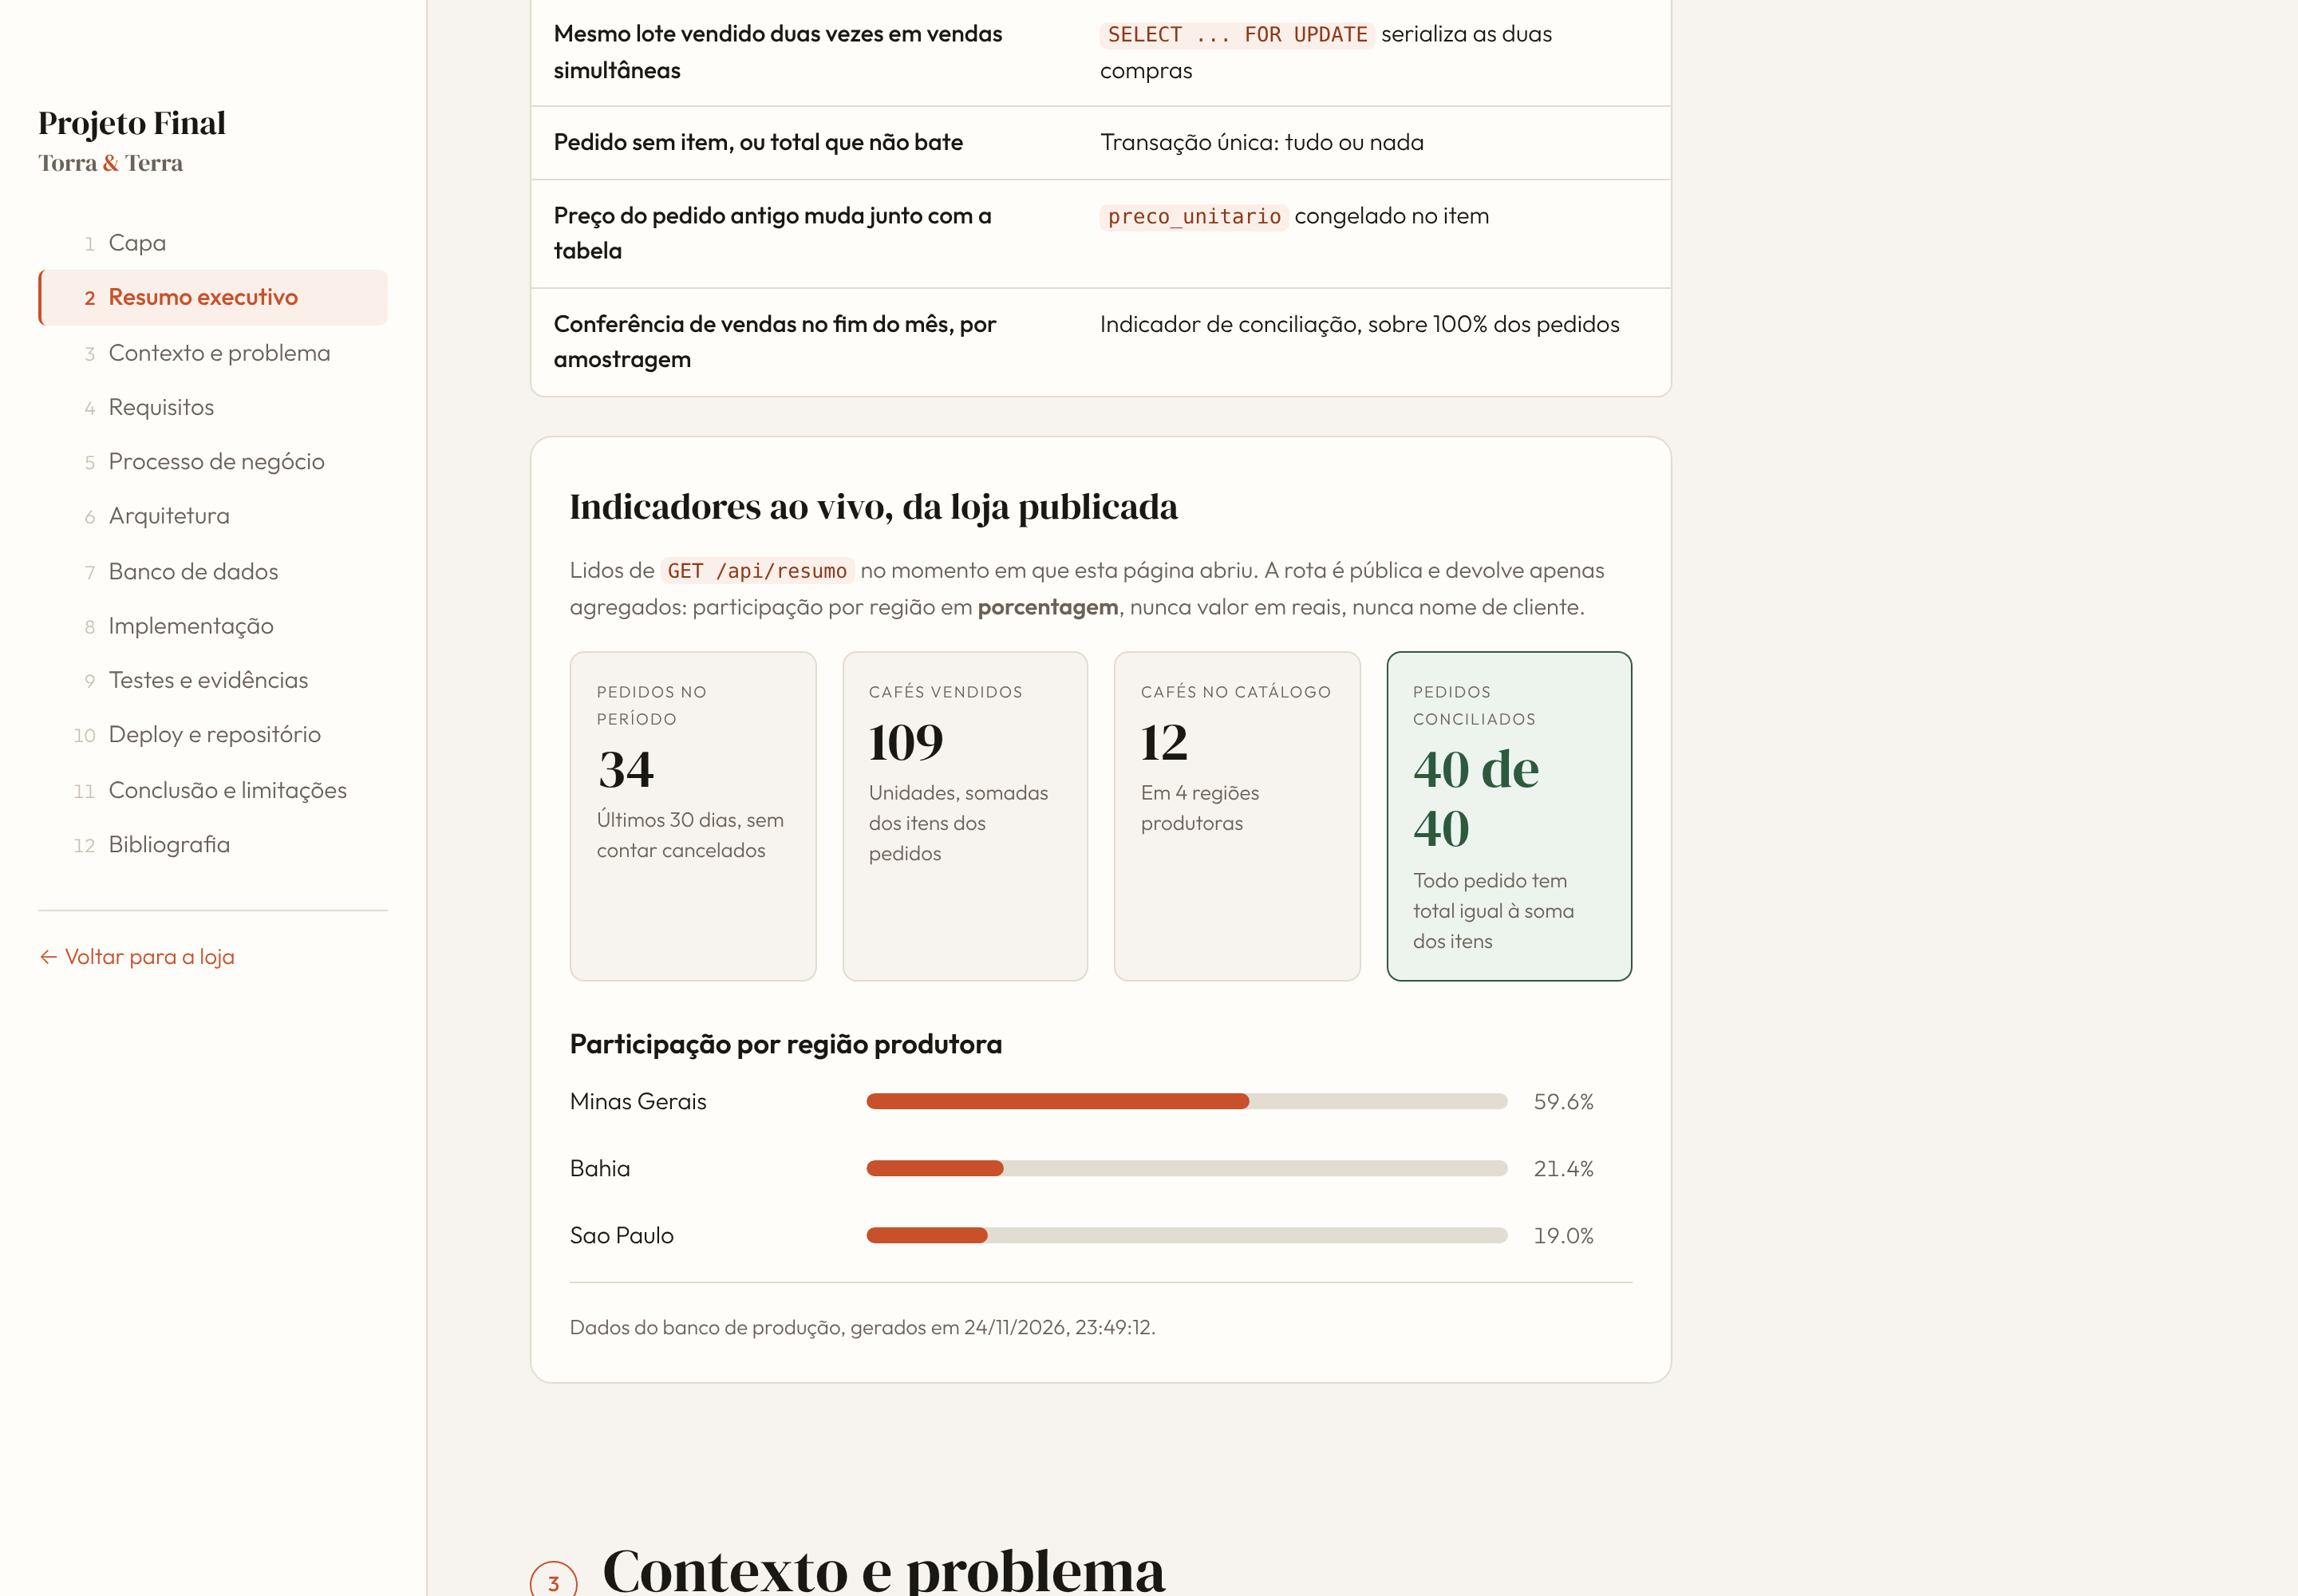 Projeto Final
Torra & Terra
1 Capa
2 Resumo executivo
3 Contexto e problema
4 Requisitos
5 Processo de negócio
6 Arquitetura
7 Banco de dados
8 Implementação
9 Testes e evidências
10 Deploy e repositório
11 Conclusão e limitações
12 Bibliografia
← Voltar para a loja
Mesmo lote vendido duas vezes em vendas
simultâneas
SELECT ... FOR UPDATE serializa as duas
compras
Pedido sem item, ou total que não bate
Transação única: tudo ou nada
Preço do pedido antigo muda junto com a
tabela
preco_unitario congelado no item
Conferência de vendas no fim do mês, por
amostragem
Indicador de conciliação, sobre 100% dos pedidos
Indicadores ao vivo, da loja publicada
Lidos de GET /api/resumo no momento em que esta página abriu. A rota é pública e devolve apenas
agregados: participação por região em porcentagem, nunca valor em reais, nunca nome de cliente.
PEDIDOS NO
PERÍODO
34
Últimos 30 dias, sem
contar cancelados
CAFÉS VENDIDOS
109
Unidades, somadas
dos itens dos
pedidos
CAFÉS NO CATÁLOGO
12
Em 4 regiões
produtoras
PEDIDOS
CONCILIADOS
40 de
40
Todo pedido tem
total igual à soma
dos itens
Participação por região produtora
Minas Gerais 59.6%
Bahia 21.4%
Sao Paulo 19.0%
Dados do banco de produção, gerados em 24/11/2026, 23:49:12.
3 Contexto e problema